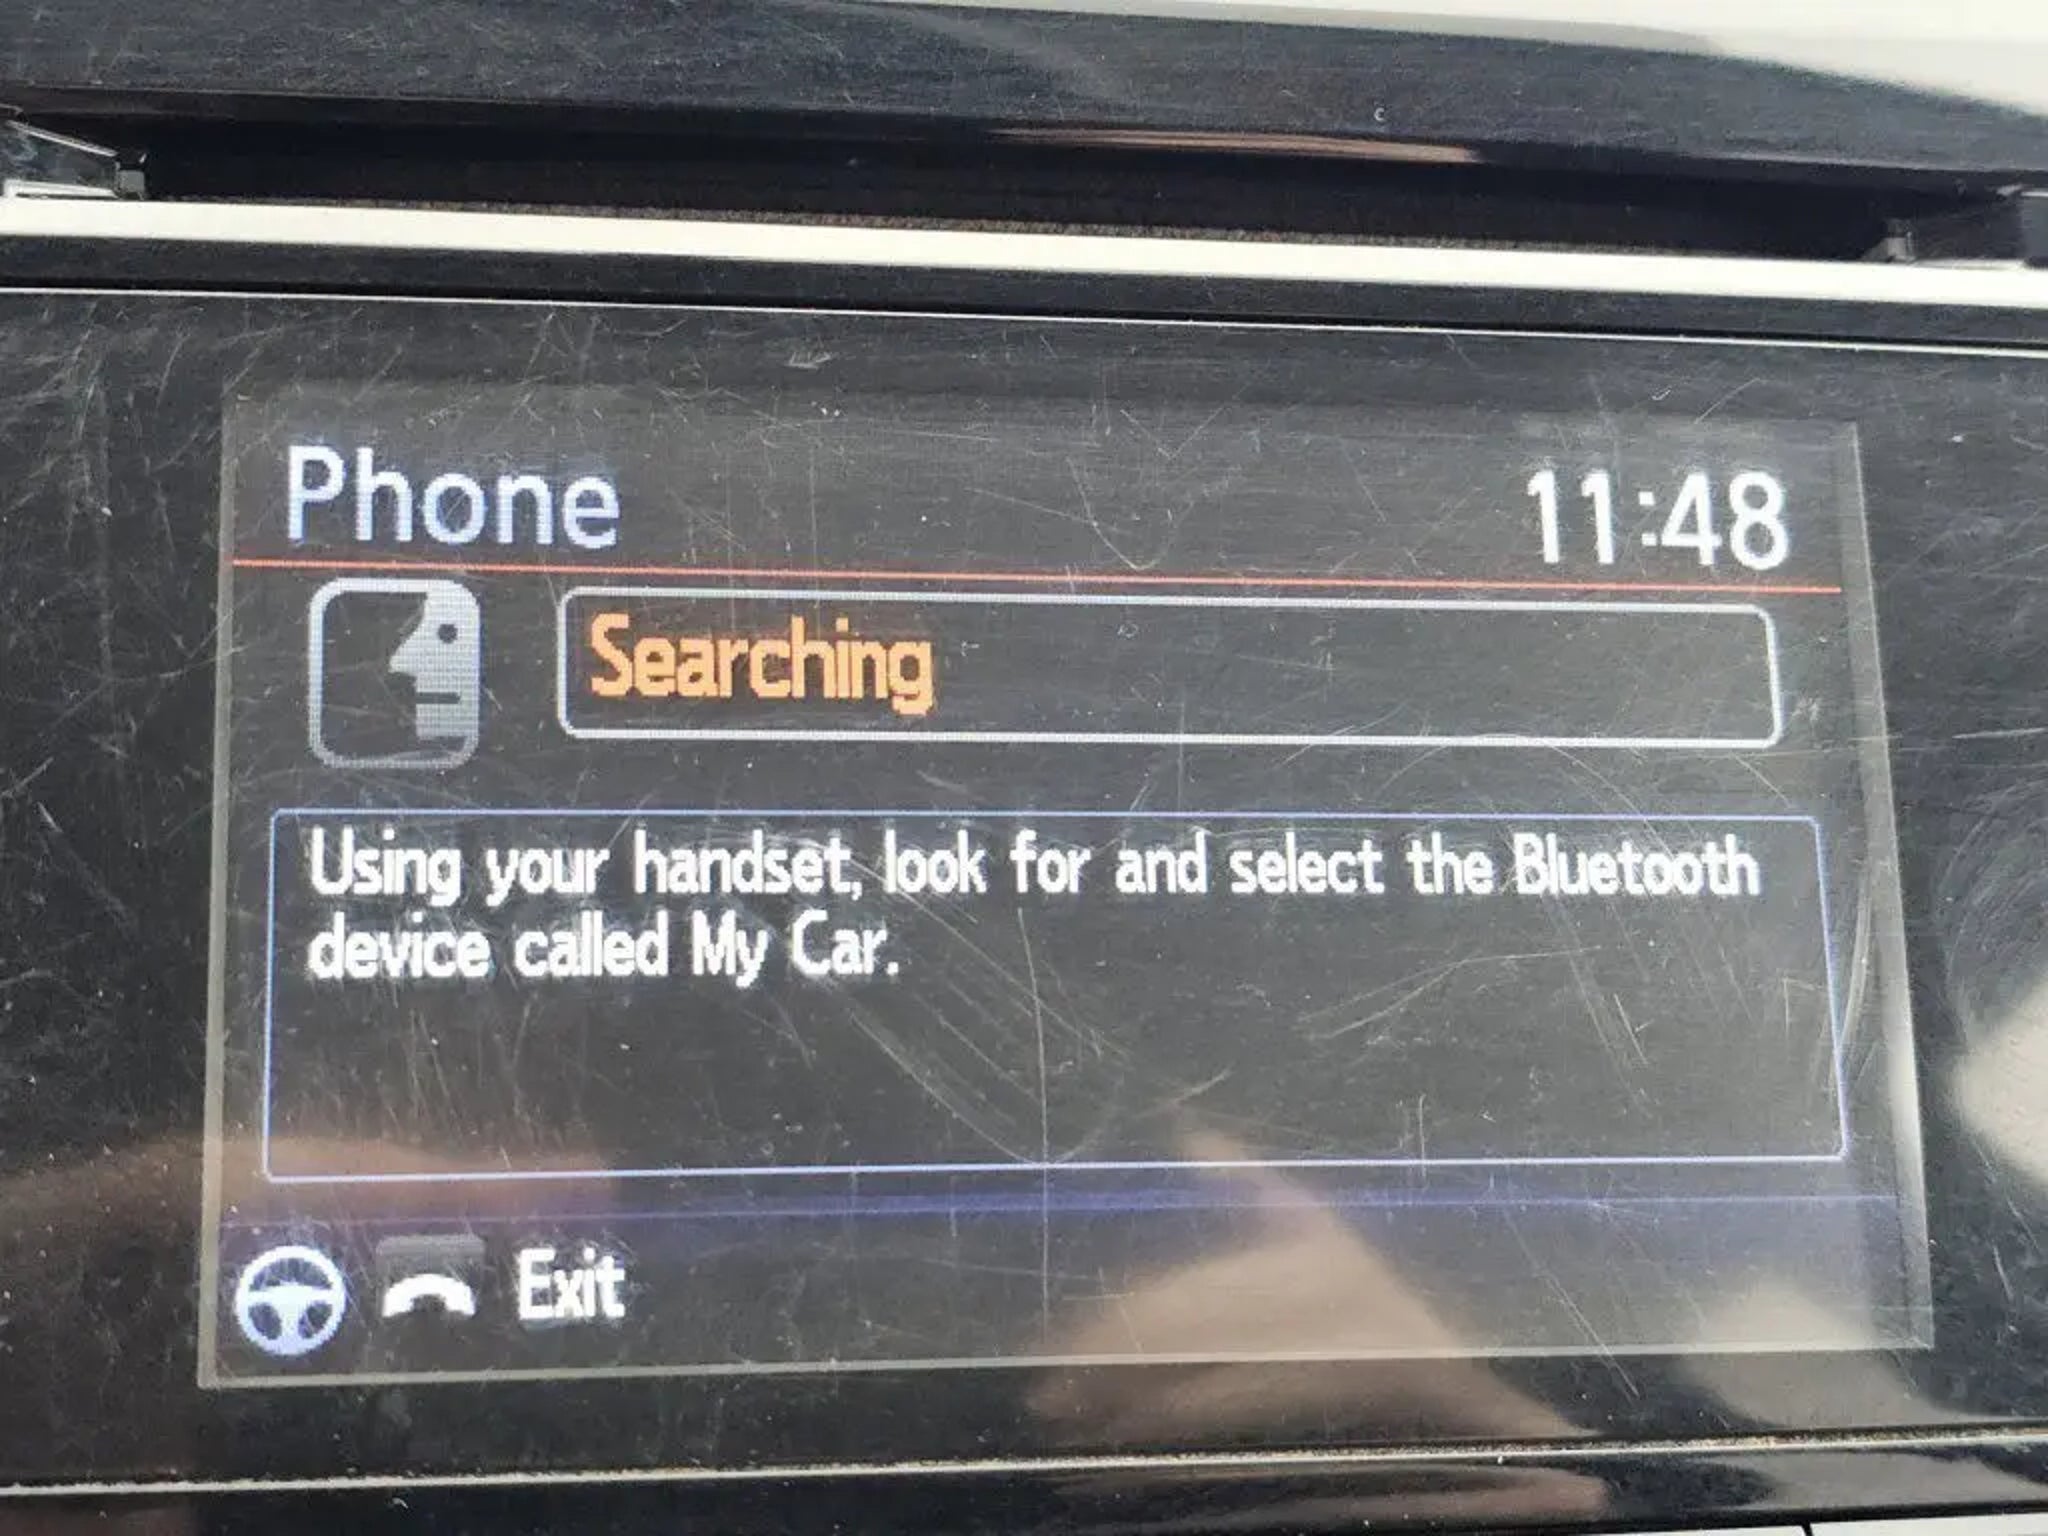 Phone 11:48
Searching
Using your handset, look for and select the Bluetooth
device called My Car.
Exit